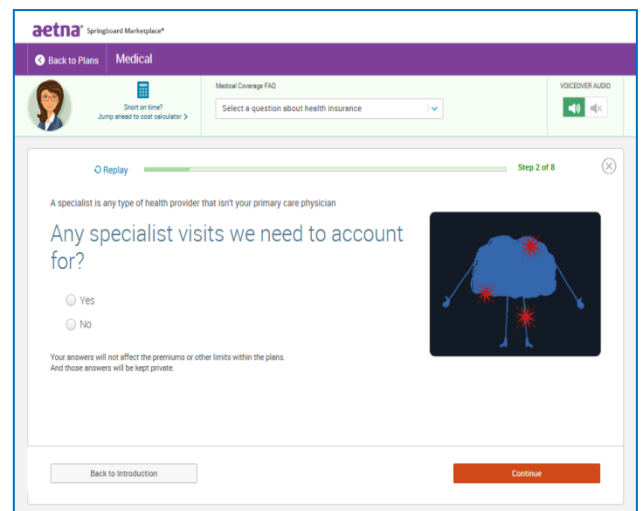 aetna® Springboard Marketplace®
Back to Plans Medical
Short on time?
Jump ahead to cost calculator >
Medical Coverage FAQ
Select a question about health insurance
VOICEOVER AUDIO
Replay
Step 2 of 8
A specialist is any type of health provider that isn't your primary care physician
Any specialist visits we need to account
for?
Yes
No
Your answers will not affect the premiums or other limits within the plans.
And those answers will be kept private.
Back to Introduction
Continue